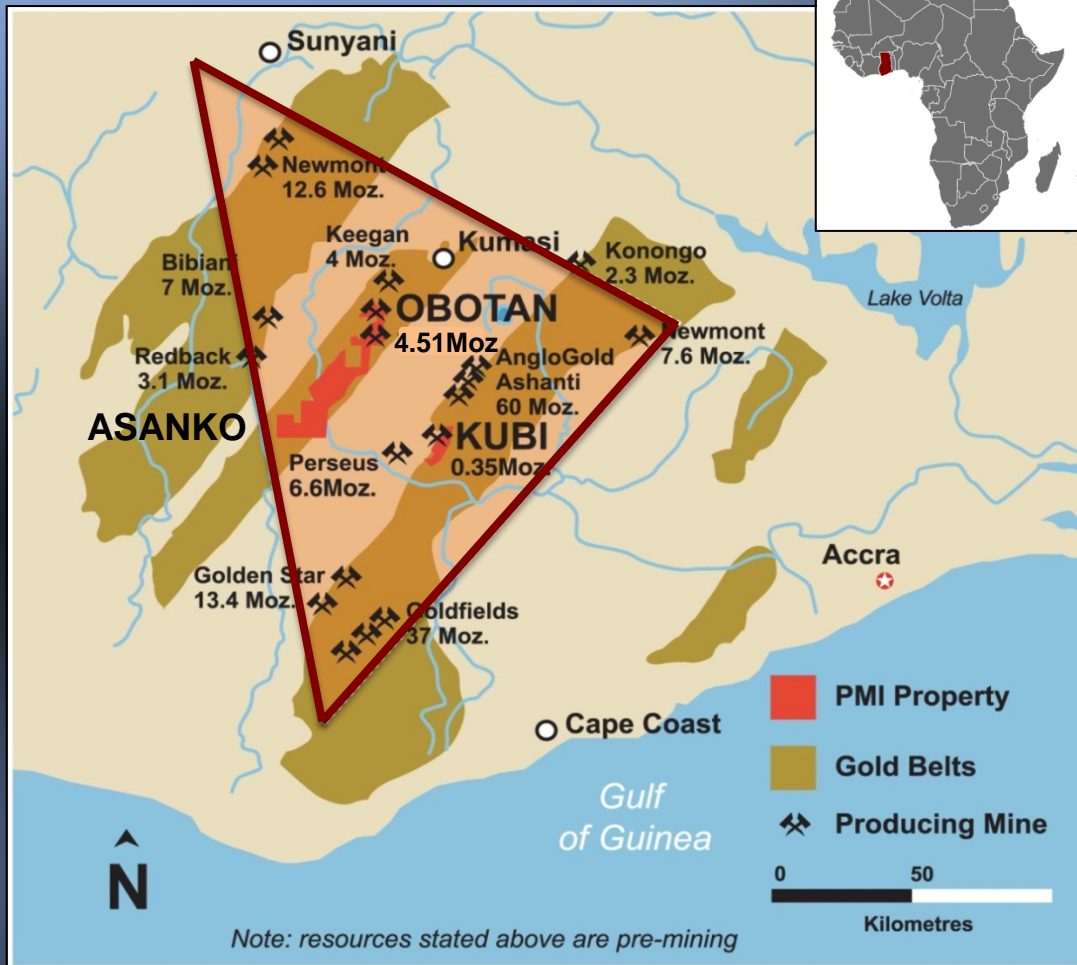 Sunyani
Newmont
12.6 Moz.
Keegan
4 Moz.
Kumasi
Konongo
2.3 Moz.
Bibiani
7 Moz.
Lake Volta
OBOTAN
4.51Moz
Newmont
7.6 Moz.
Redback
3.1 Moz.
AngloGold
Ashanti
60 Moz.
ASANKO
KUBI
0.35Moz.
Perseus
6.6Moz.
Accra
Golden Star
13.4 Moz.
Goldfields
37 Moz.
Cape Coast
PMI Property
Gold Belts
Producing Mine
Gulf
of Guinea
N
0 50
Kilometres
Note: resources stated above are pre-mining